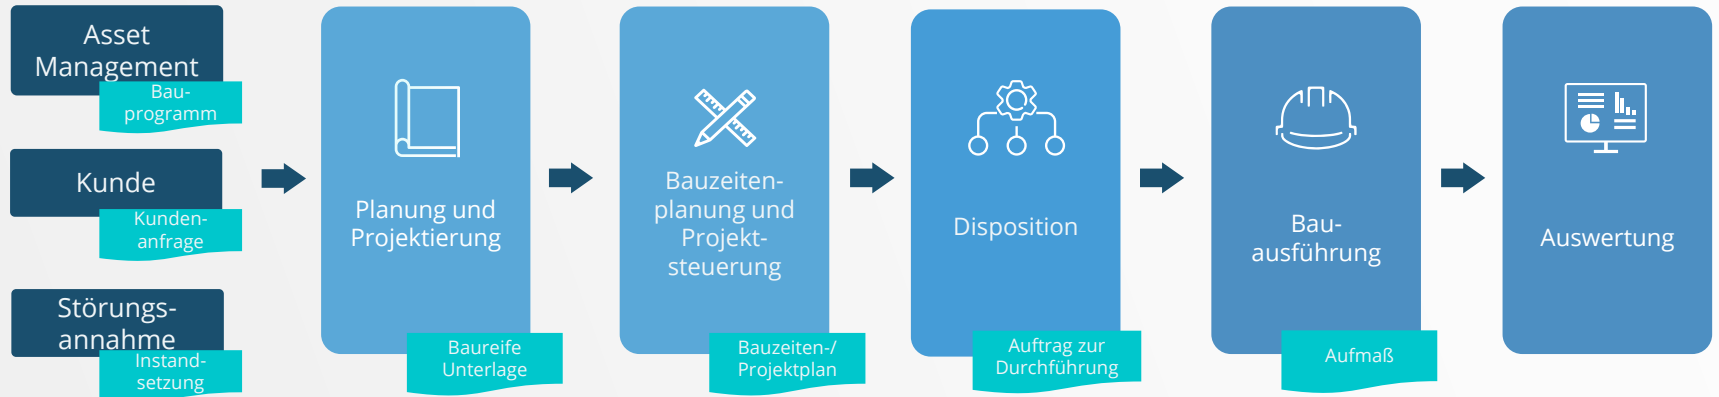 Asset
Management
Bau-
programm
Kunde
Kunden-
anfrage
Störungs-
annahme
Instand-
setzung
Planung und
Projektierung
Baureife
Unterlage
Bauzeiten-
planung und
Projekt-
steuerung
Bauzeiten-/
Projektplan
Disposition
Auftrag zur
Durchführung
Bau-
ausführung
Aufmaß
Auswertung